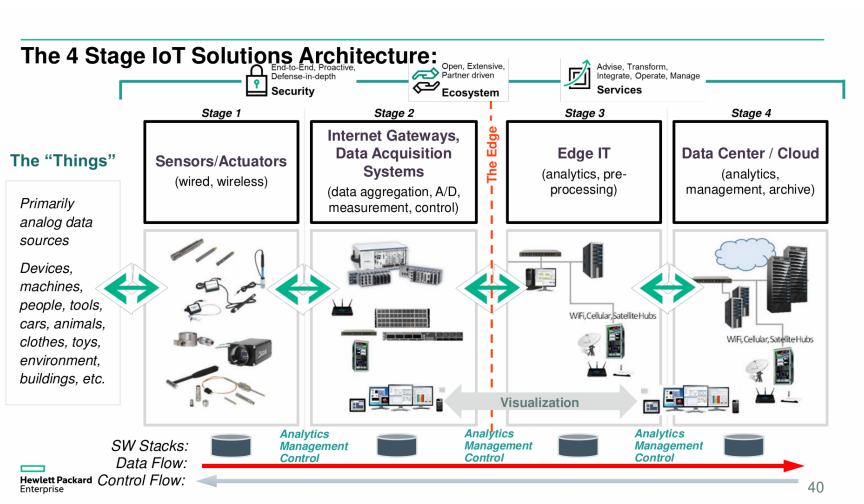 The 4 Stage IoT Solutions Architecture:
End-to-End, Proactive,
Defense-in-depth
Security
Open, Extensive,
Partner driven
Ecosystem
Advise, Transform,
Integrate, Operate, Manage
Services
Stage 1
Stage 2
Stage 3
Stage 4
The "Things"
Primarily
analog data
sources
Devices,
machines,
people, tools,
cars, animals,
clothes, toys,
environment,
buildings, etc.
Sensors/Actuators
(wired, wireless)
Internet Gateways,
Data Acquisition
Systems
(data aggregation, A/D,
measurement, control)
The Edge
Edge IT
(analytics, pre-
processing)
Data Center / Cloud
(analytics,
management, archive)
WiFi, Cellular, Satellite Hubs
WiFi, Cellular, Satellite Hubs
Visualization
SW Stacks:
Analytics
Management
Control
Analytics
Management
Control
Analytics
Management
Control
Data Flow:
Control Flow:
Hewlett Packard
Enterprise
40